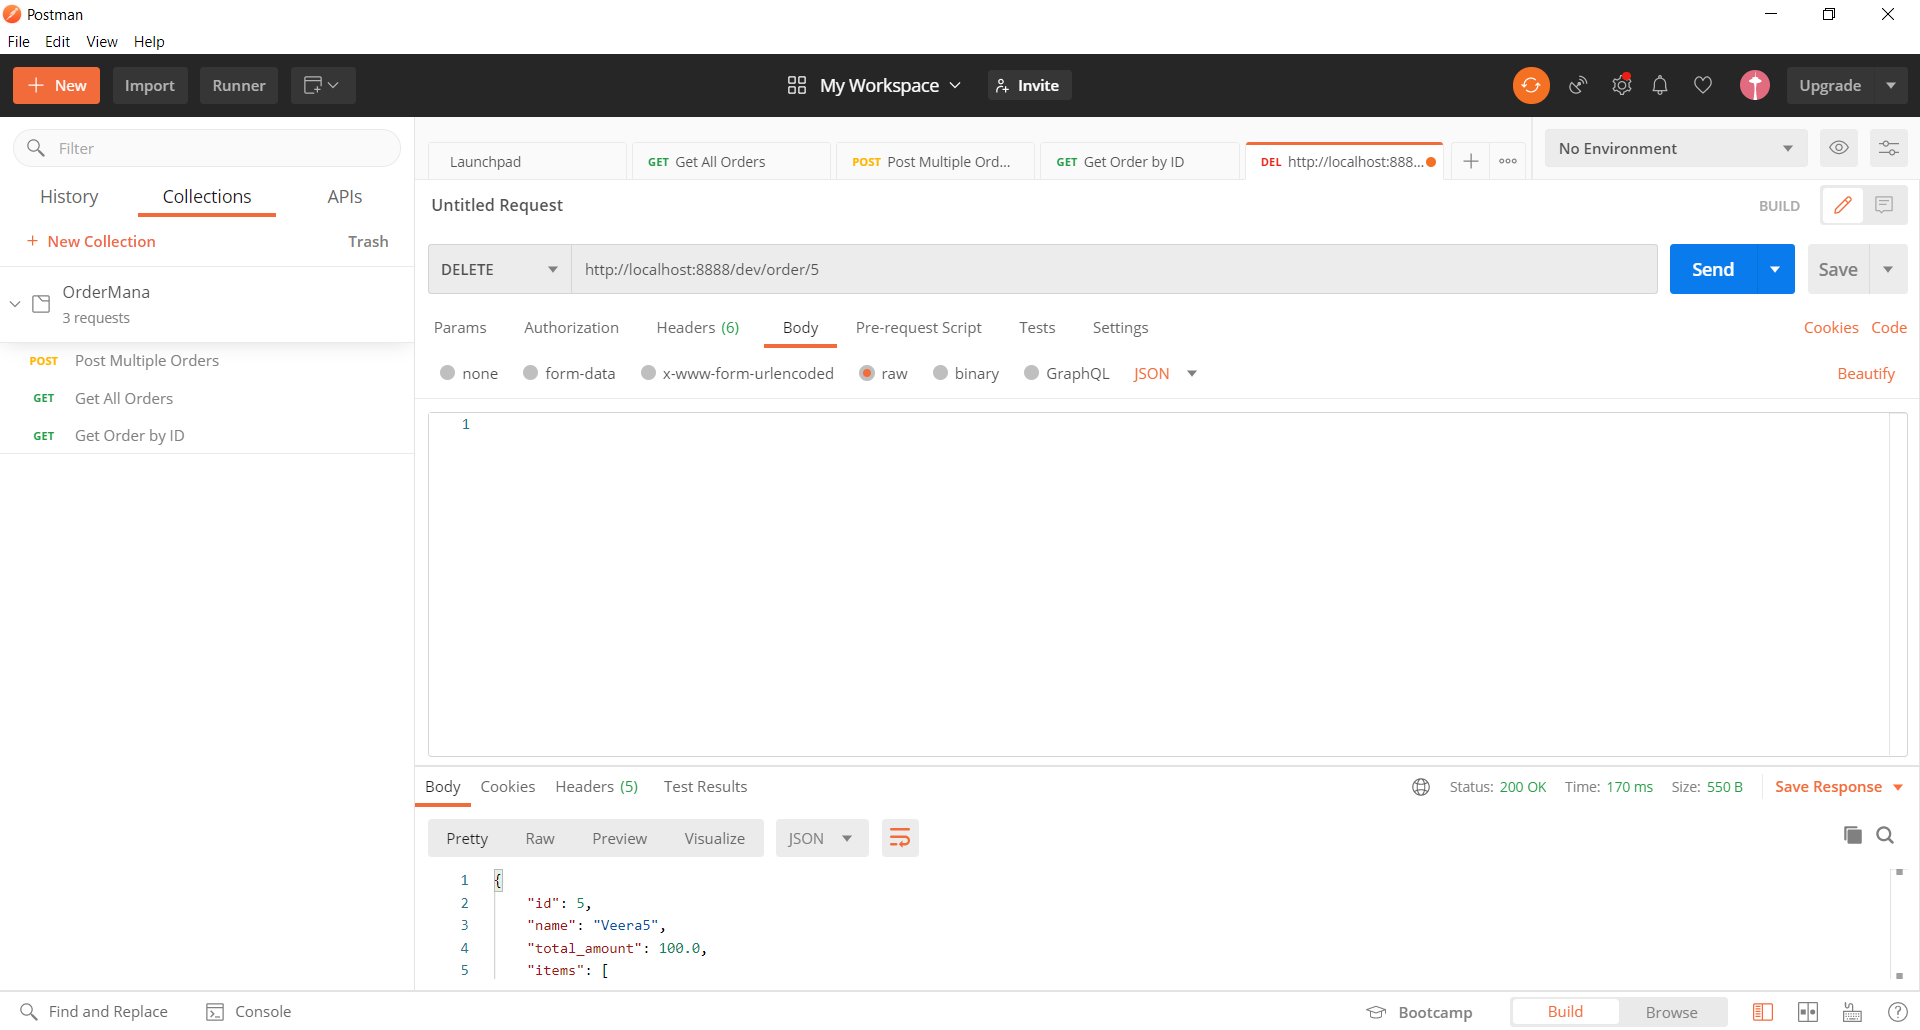 Postman
File Edit View Help
New Import Runner My Workspace Invite Upgrade
Filter
History Collections APIs
+ New Collection Trash
OrderMana
3 requests
POST Post Multiple Orders
GET Get All Orders
GET Get Order by ID
Launchpad GET Get All Orders POST Post Multiple Ord... GET Get Order by ID DEL http://localhost:888... No Environment
Untitled Request BUILD
DELETE http://localhost:8888/dev/order/5 Send Save
Params Authorization Headers (6) Body Pre-request Script Tests Settings Cookies Code
none form-data x-www-form-urlencoded raw binary GraphQL JSON Beautify
1
Body Cookies Headers (5) Test Results Status: 200 OK Time: 170 ms Size: 550 B Save Response
Pretty Raw Preview Visualize JSON
1 {
2 "id": 5,
3 "name": "Veera5",
4 "total_amount": 100.0,
5 "items": [
Find and Replace Console Bootcamp Build Browse